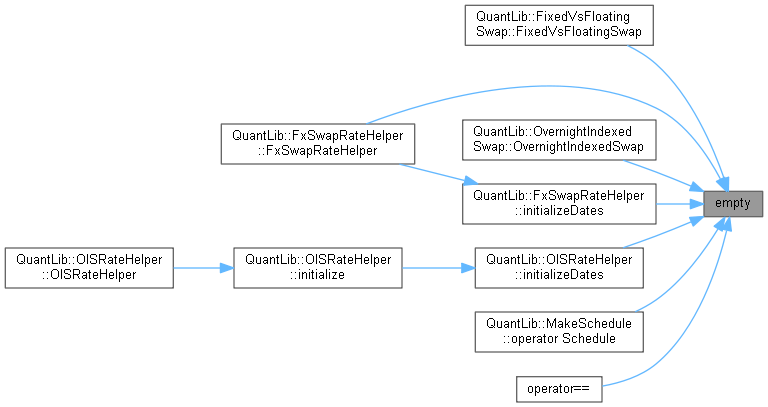 QuantLib::FixedVsFloating
Swap::FixedVsFloatingSwap
QuantLib::FxSwapRateHelper
::FxSwapRateHelper
QuantLib::OvernightIndexed
Swap::OvernightIndexedSwap
QuantLib::FxSwapRateHelper
::initializeDates
empty
QuantLib::OISRateHelper
::OISRateHelper
QuantLib::OISRateHelper
::initialize
QuantLib::OISRateHelper
::initializeDates
QuantLib::MakeSchedule
::operator Schedule
operator==